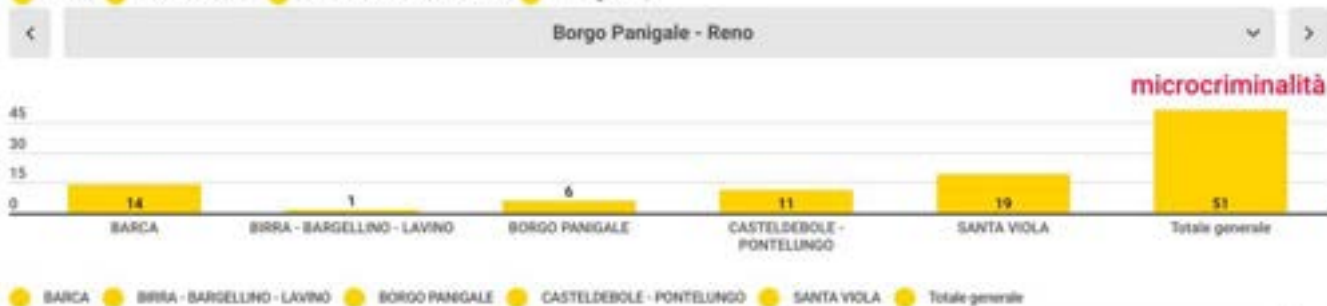 Borgo Panigale - Reno
microcriminalità
45
30
15
0
14
1
6
11
19
51
BARCA
BIRRA - BARGELLINO - LAVINO
BORGO PANIGALE
CASTELDEBOLE -
PONTELUNGO
SANTA VIOLA
Totale generale
BARCA BIRRA - BARGELLINO - LAVINO BORGO PANIGALE CASTELDEBOLE - PONTELUNGO SANTA VIOLA Totale generale